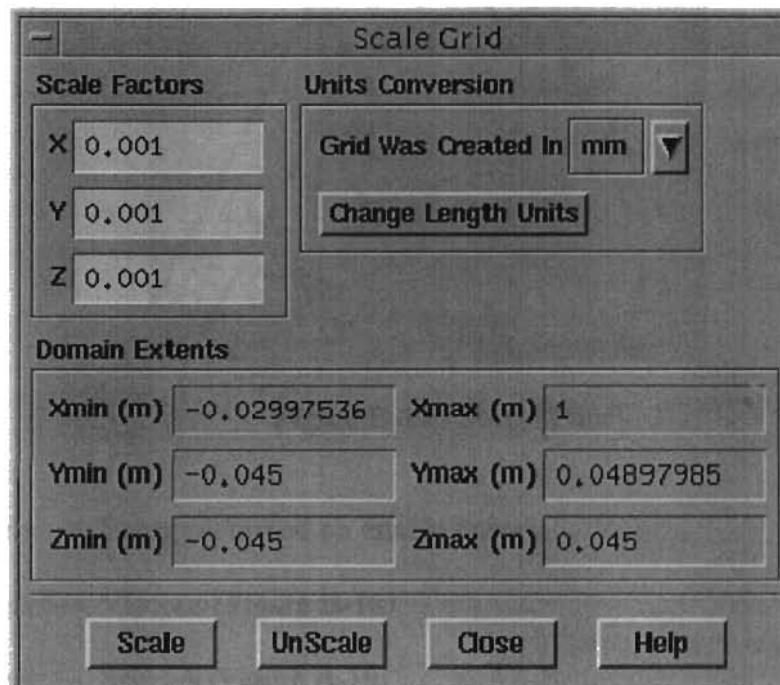 Scale Grid
Scale Factors
Units Conversion
X 0.001
Grid Was Created In mm
Y 0.001
Change Length Units
Z 0.001
Domain Extents
Xmin (m) -0.02997536 Xmax (m) 1
Ymin (m) -0.045 Ymax (m) 0.04897985
Zmin (m) -0.045 Zmax (m) 0.045
Scale UnScale Close Help